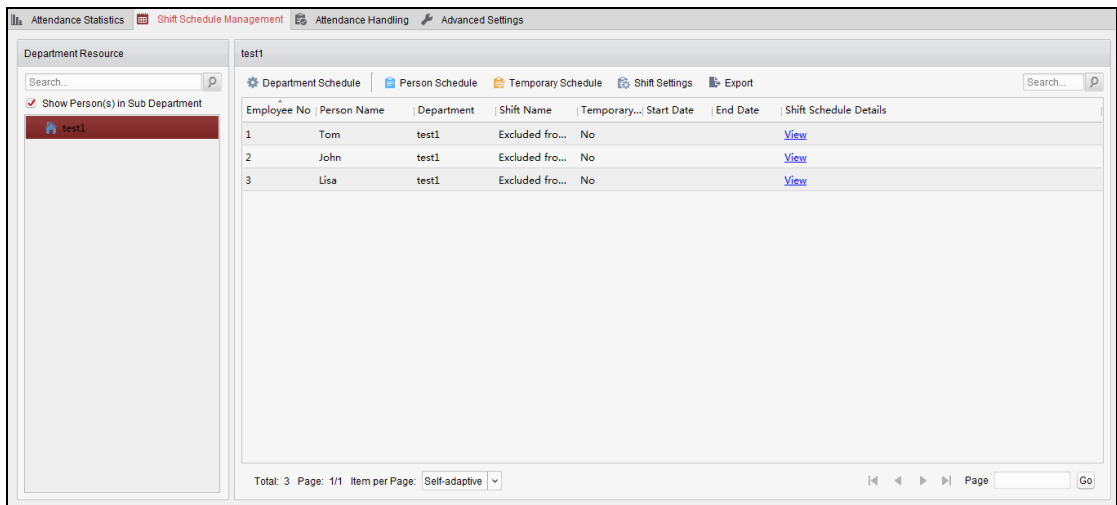 Attendance Statistics Shift Schedule Management Attendance Handling Advanced Settings
Department Resource
Search...
Show Person(s) in Sub Department
test1
test1
Department Schedule Person Schedule Temporary Schedule Shift Settings Export Search...
Employee No Person Name Department Shift Name Temporary... Start Date End Date Shift Schedule Details
1 Tom test1 Excluded fro... No View
2 John test1 Excluded fro... No View
3 Lisa test1 Excluded fro... No View
Total: 3 Page: 1/1 Item per Page: Self-adaptive Page Go